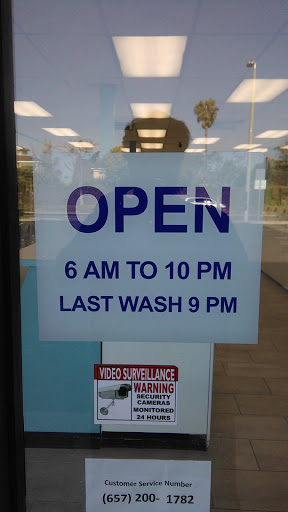 OPEN
6 AM TO 10 PM
LAST WASH 9 PM
VIDEO SURVEILLANCE
WARNING
SECURITY
CAMERAS
MONITORED
24 HOURS
Customer Service Number
(657) 200- 1782